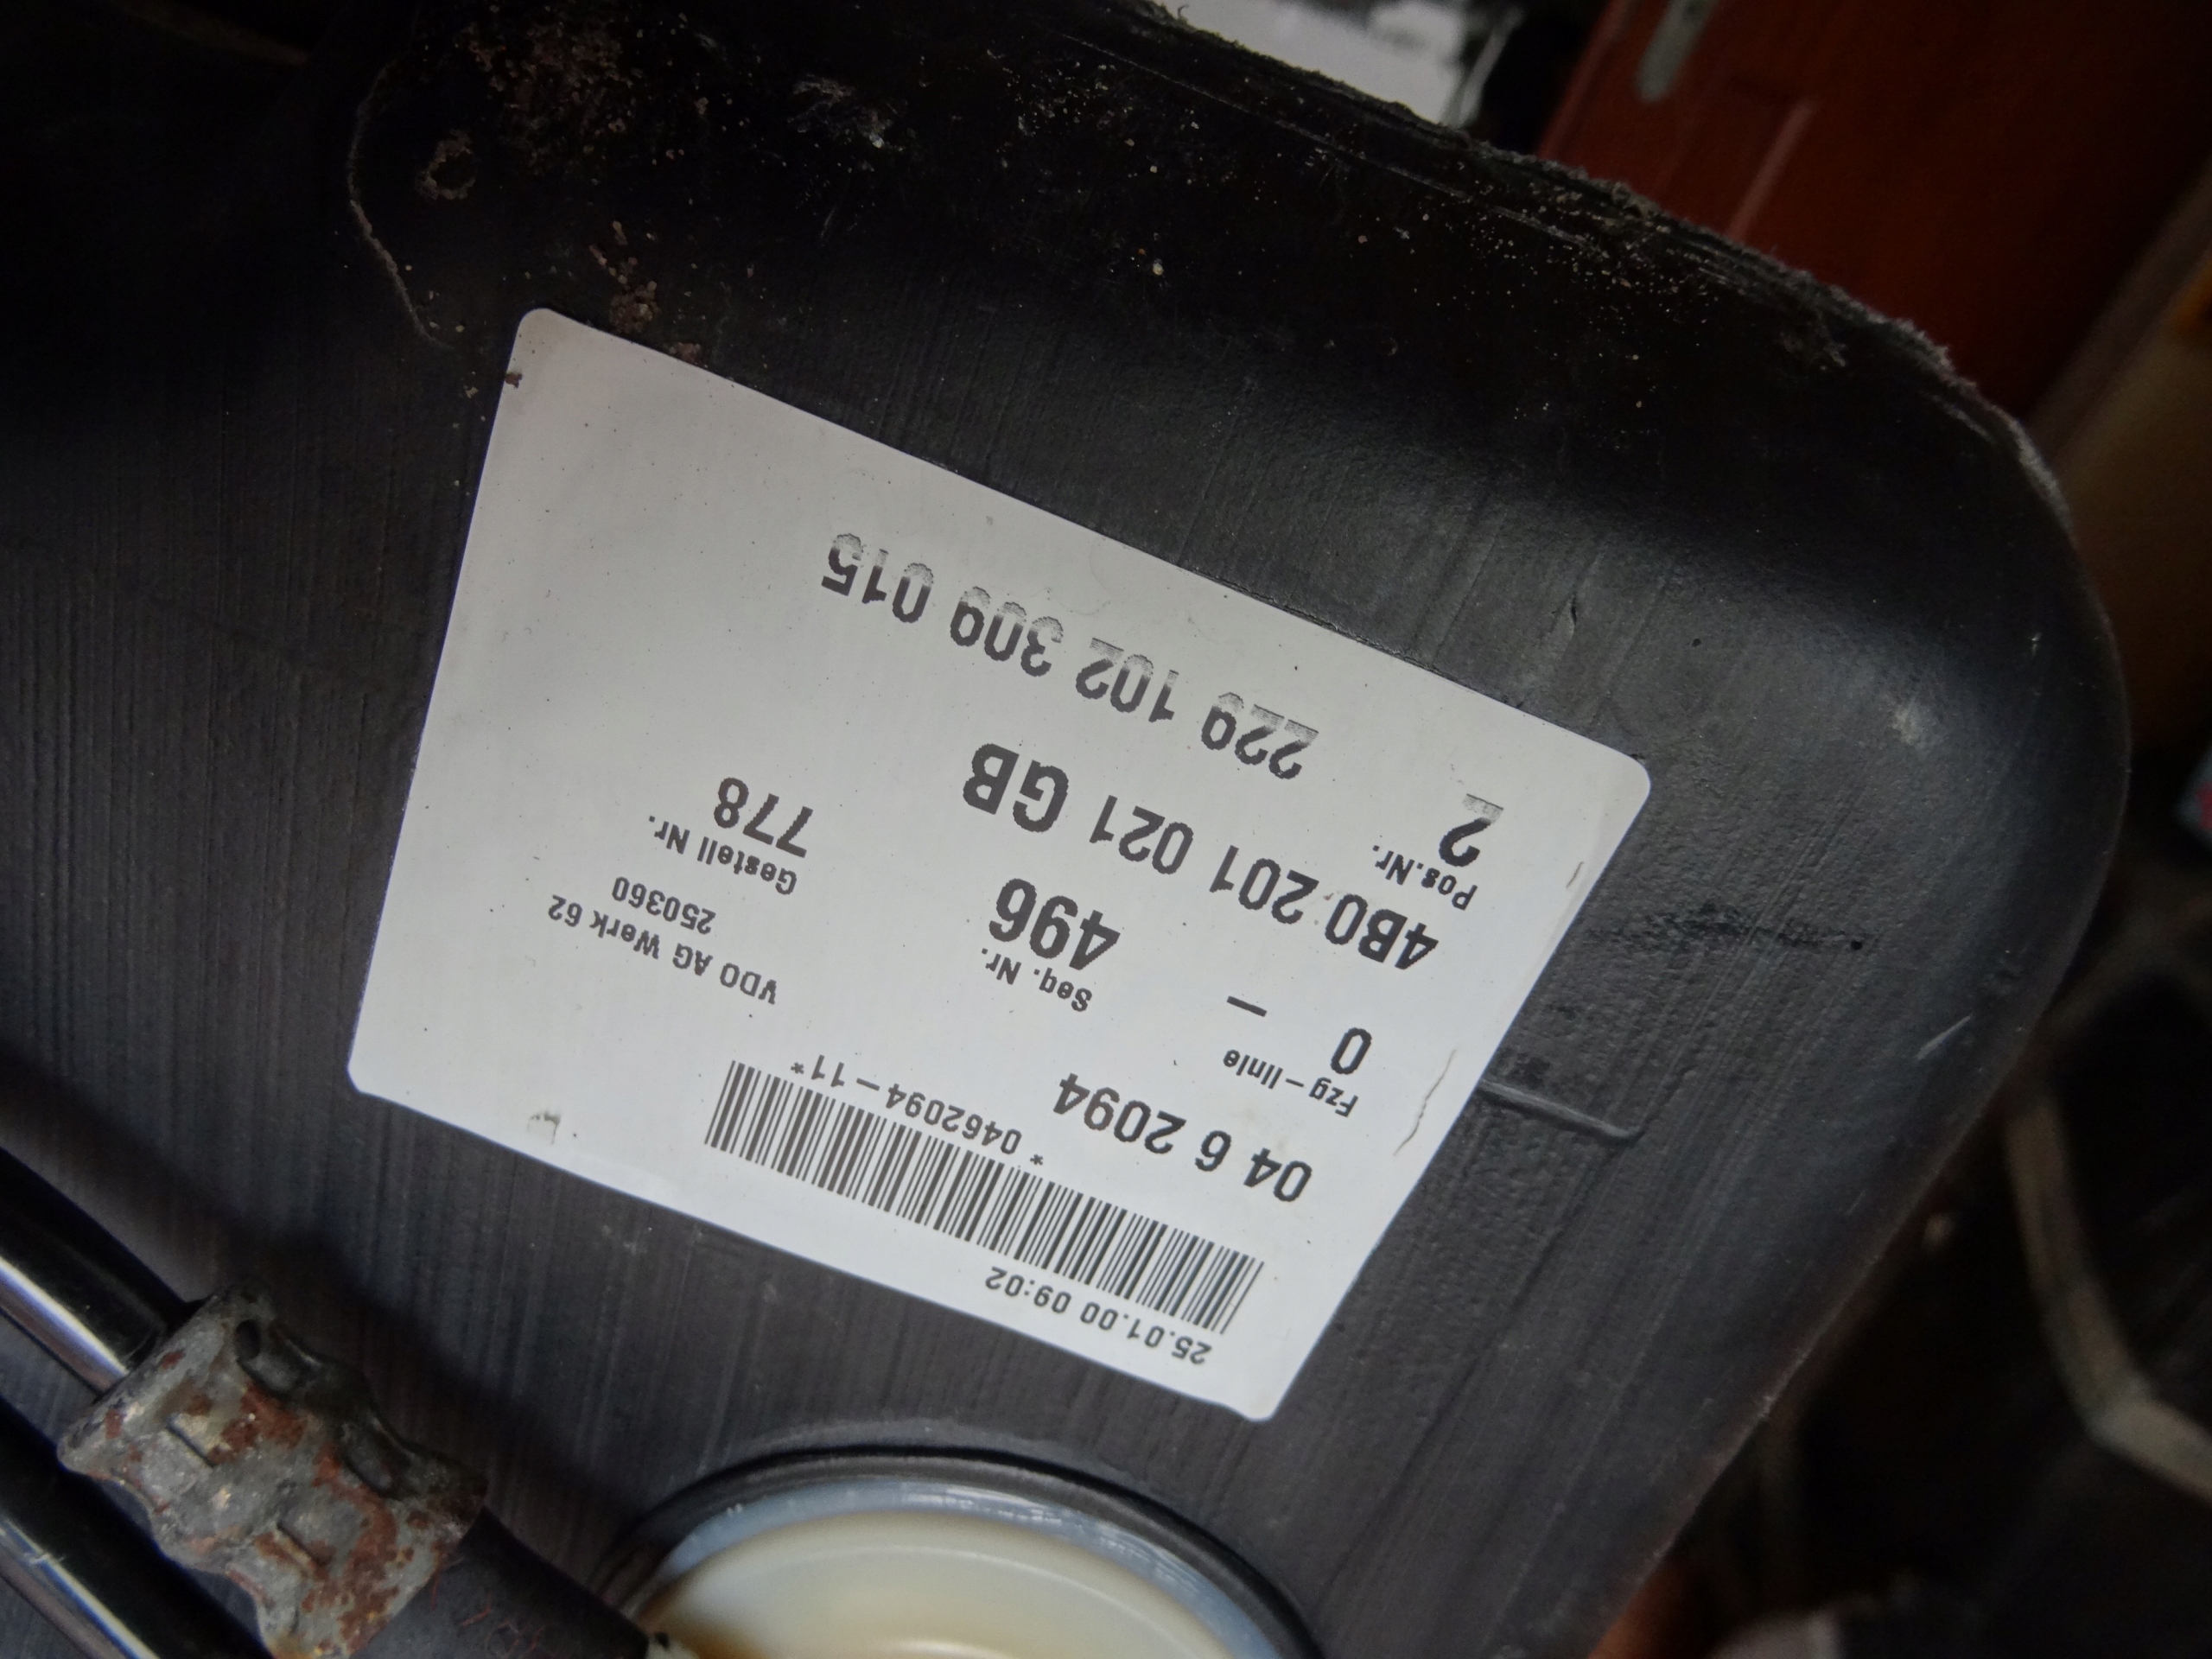 25.01.00 09:02
* 0462094-11*
04 6 2094
VDO AG Werk 62
250360
Fzg-linie
0 -
Seq. Nr.
496
Gestell Nr.
778
4B0 201 021 GB
Pos.Nr.
2
229 102 309 015